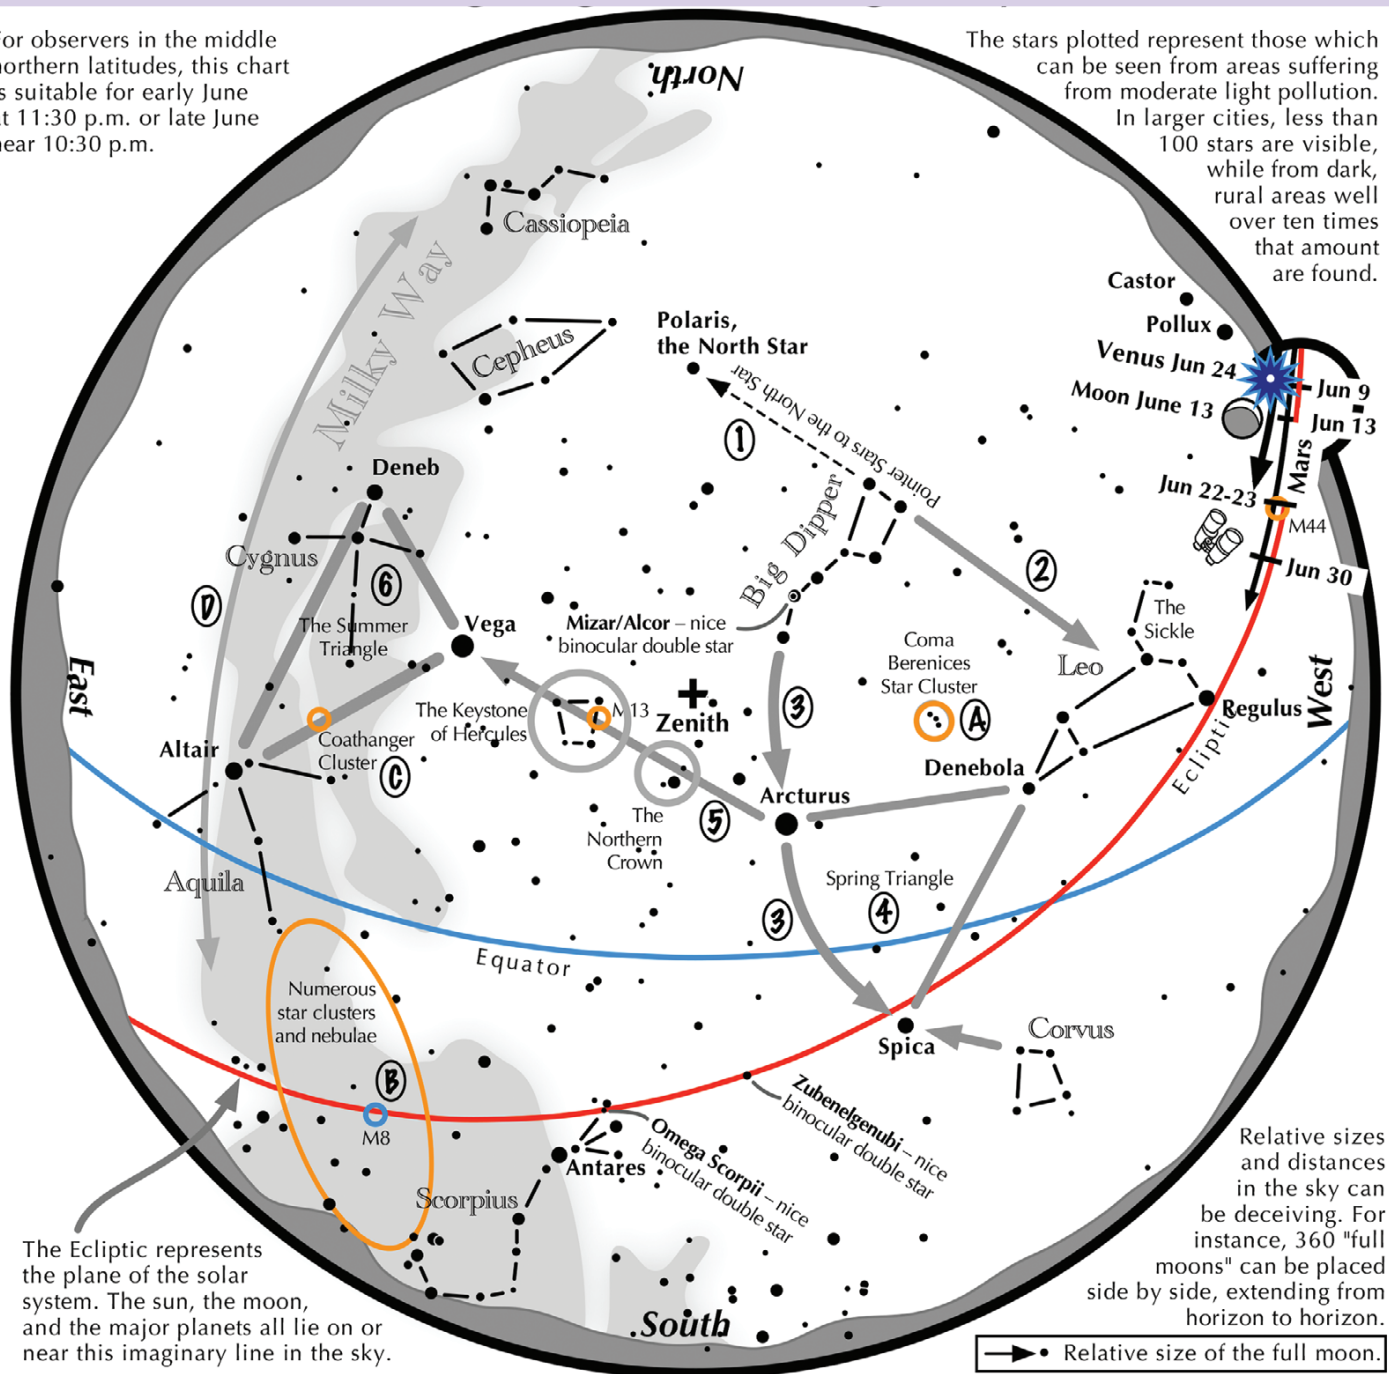 For observers in the middle
northern latitudes, this chart
is suitable for early June
at 11:30 p.m. or late June
near 10:30 p.m.
The stars plotted represent those which
can be seen from areas suffering
from moderate light pollution.
In larger cities, less than
100 stars are visible,
while from dark,
rural areas well
over ten times
that amount
are found.
North
Cassiopeia
Milky Way
Cepheus
Polaris,
the North Star
Pointer Stars to the North Star
1
Castor
Pollux
Venus Jun 24
Moon June 13
Jun 9
Jun 13
Mars
Jun 22-23
M44
Jun 30
Deneb
Cygnus
6
D
The Summer
Triangle
Vega
Big Dipper
2
Mizar/Alcor – nice
binocular double star
Coma
Berenices
Star Cluster
A
The
Sickle
Leo
Regulus
West
East
3
Zenith
M13
The Keystone
of Hercules
Coathanger
Cluster
C
Altair
Denebola
Ecliptic
Arcturus
5
The
Northern
Crown
Aquila
Spring Triangle
4
3
Equator
Numerous
star clusters
and nebulae
B
M8
Spica
Corvus
Zubenelgenubi – nice
binocular double star
Omega Scorpii – nice
binocular double star
Antares
Scorpius
South
The Ecliptic represents
the plane of the solar
system. The sun, the moon,
and the major planets all lie on or
near this imaginary line in the sky.
Relative sizes
and distances
in the sky can
be deceiving. For
instance, 360 "full
moons" can be placed
side by side, extending from
horizon to horizon.
Relative size of the full moon.